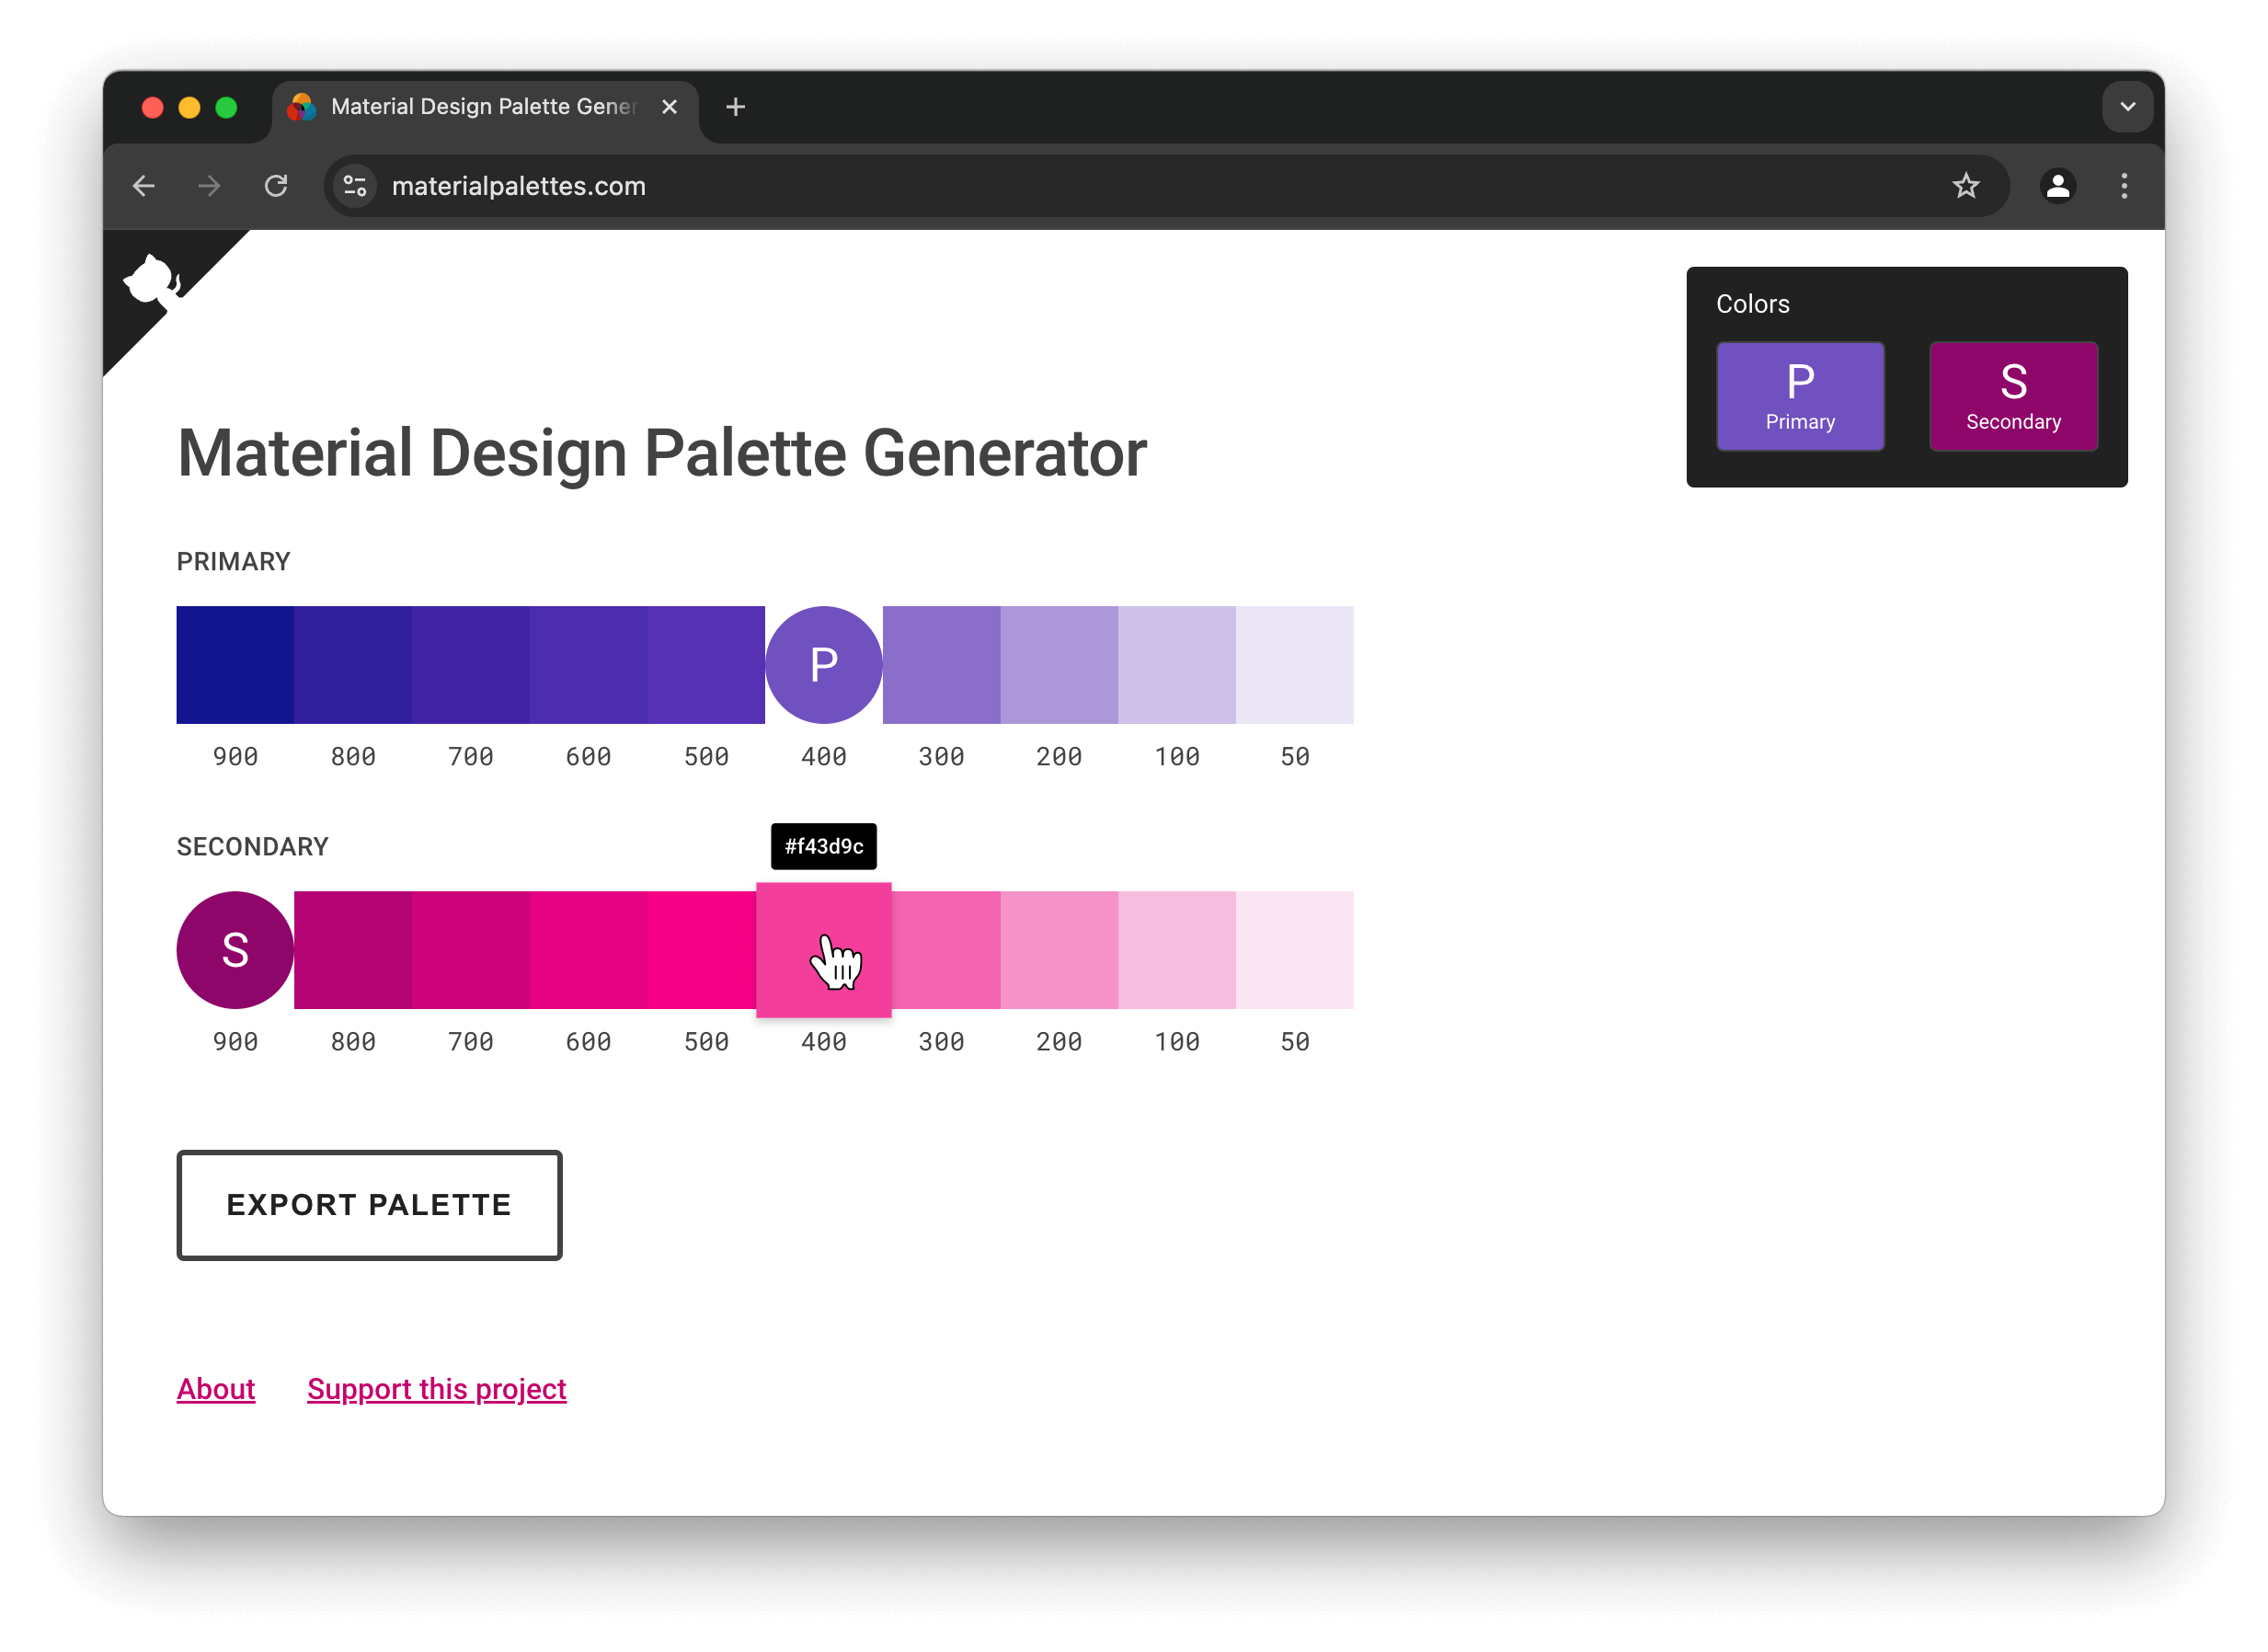 Material Design Palette Gener
materialpalettes.com
Colors
P
Primary
S
Secondary
Material Design Palette Generator
PRIMARY
P
900 800 700 600 500 400 300 200 100 50
SECONDARY
#f43d9c
S
900 800 700 600 500 400 300 200 100 50
EXPORT PALETTE
About Support this project